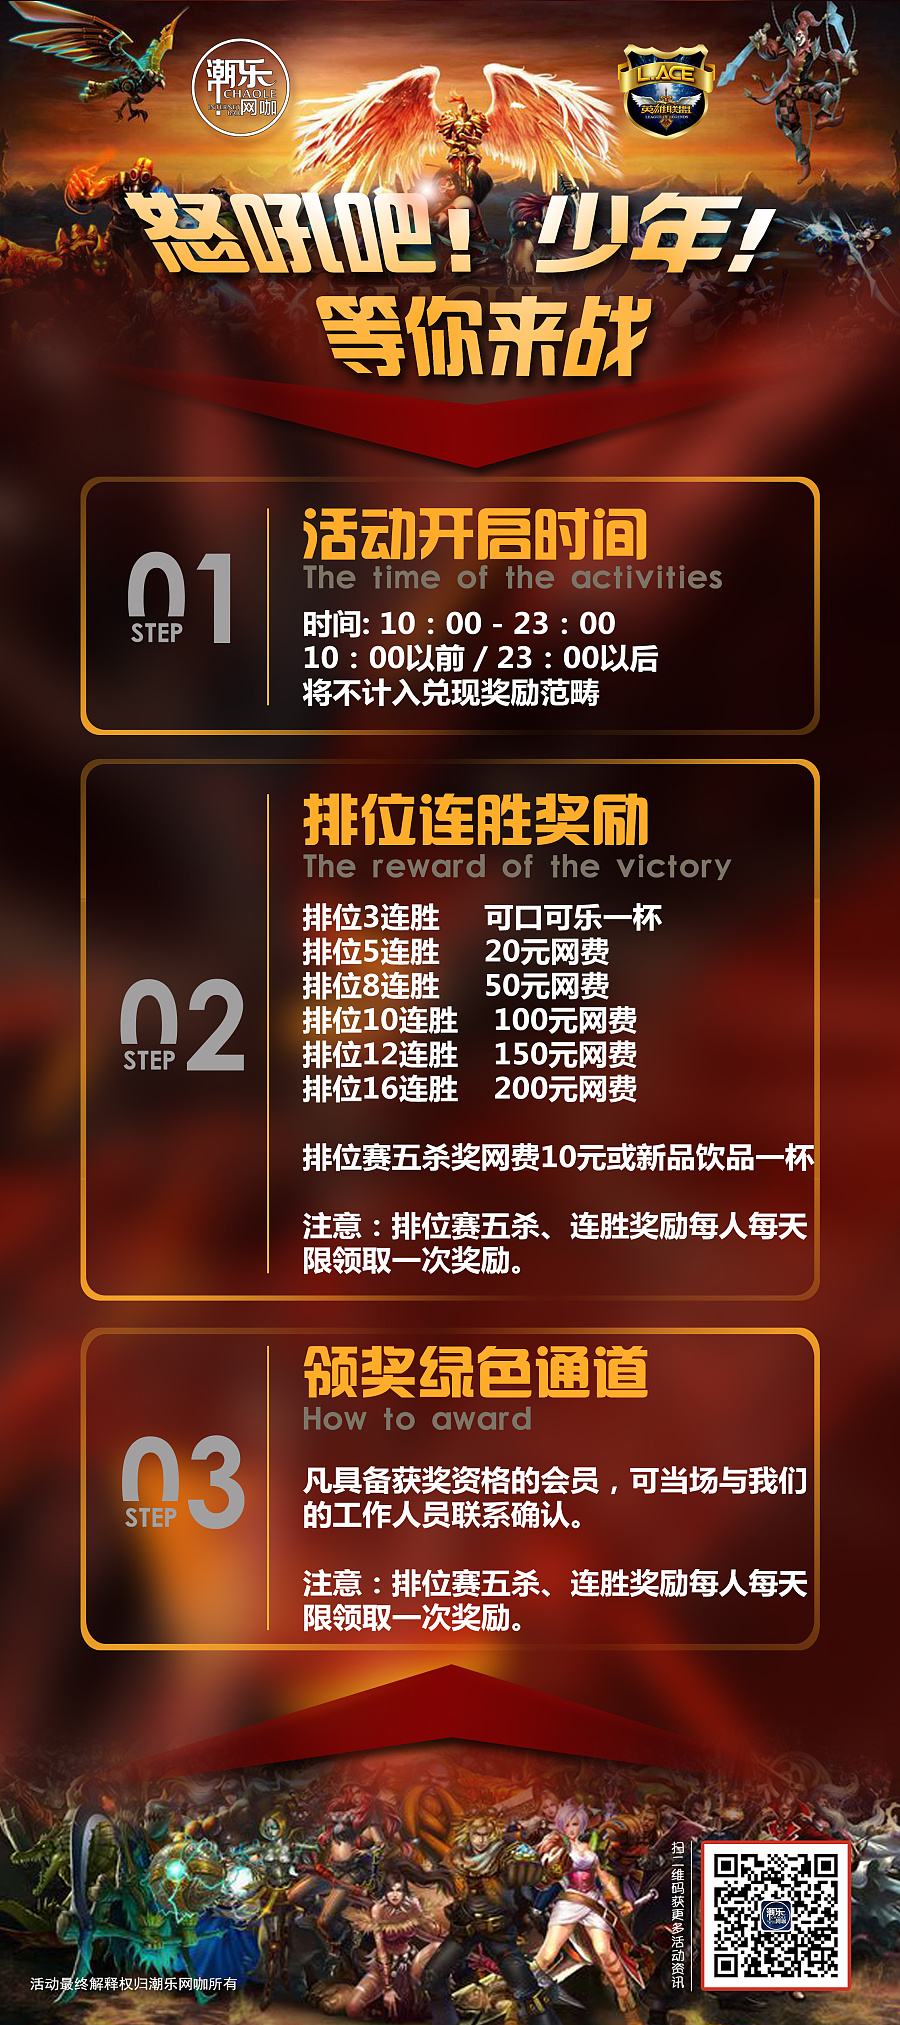 潮乐
CHAOLE
INTERNET BAR 网咖
L.ACE
英雄联盟
LEAGUE OF LEGENDS
怒吼吧！少年！
等你来战
01
STEP
活动开启时间
The time of the activities
时间: 10：00 - 23：00
10：00以前 / 23：00以后
将不计入兑现奖励范畴
02
STEP
排位连胜奖励
The reward of the victory
排位3连胜 可口可乐一杯
排位5连胜 20元网费
排位8连胜 50元网费
排位10连胜 100元网费
排位12连胜 150元网费
排位16连胜 200元网费
排位赛五杀奖网费10元或新品饮品一杯
注意：排位赛五杀、连胜奖励每人每天
限领取一次奖励。
03
STEP
领奖绿色通道
How to award
凡具备获奖资格的会员，可当场与我们
的工作人员联系确认。
注意：排位赛五杀、连胜奖励每人每天
限领取一次奖励。
扫二维码获更多活动资讯
潮乐
活动最终解释权归潮乐网咖所有